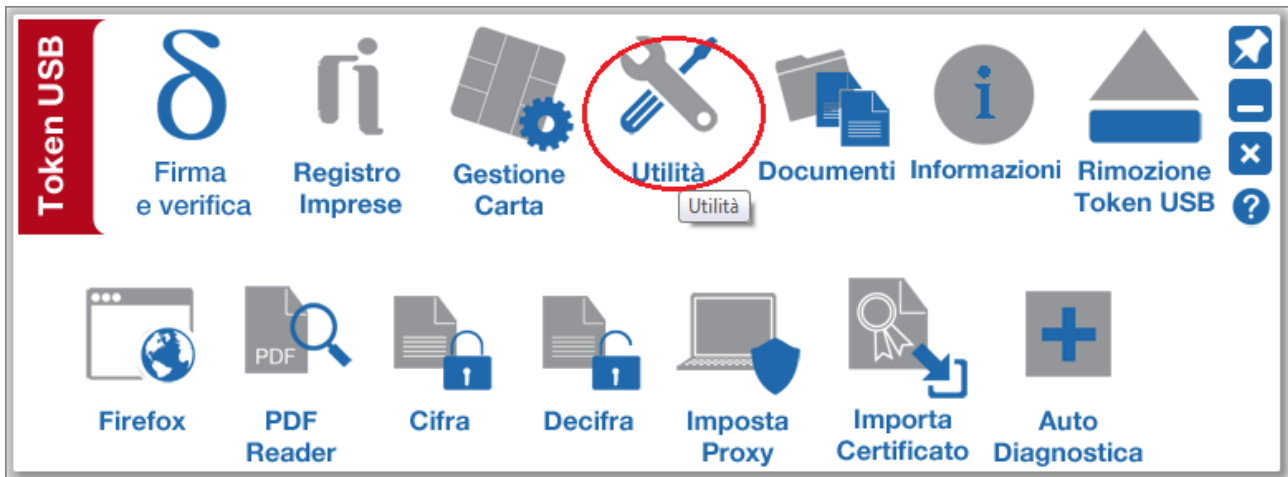 Token USB
δ
Firma
e verifica
ri
Registro
Imprese
Gestione
Carta
Utilità
Utilità
Documenti
i
Informazioni
Rimozione
Token USB
?
Firefox
PDF
PDF
Reader
Cifra
Decifra
Imposta
Proxy
Importa
Certificato
Auto
Diagnostica